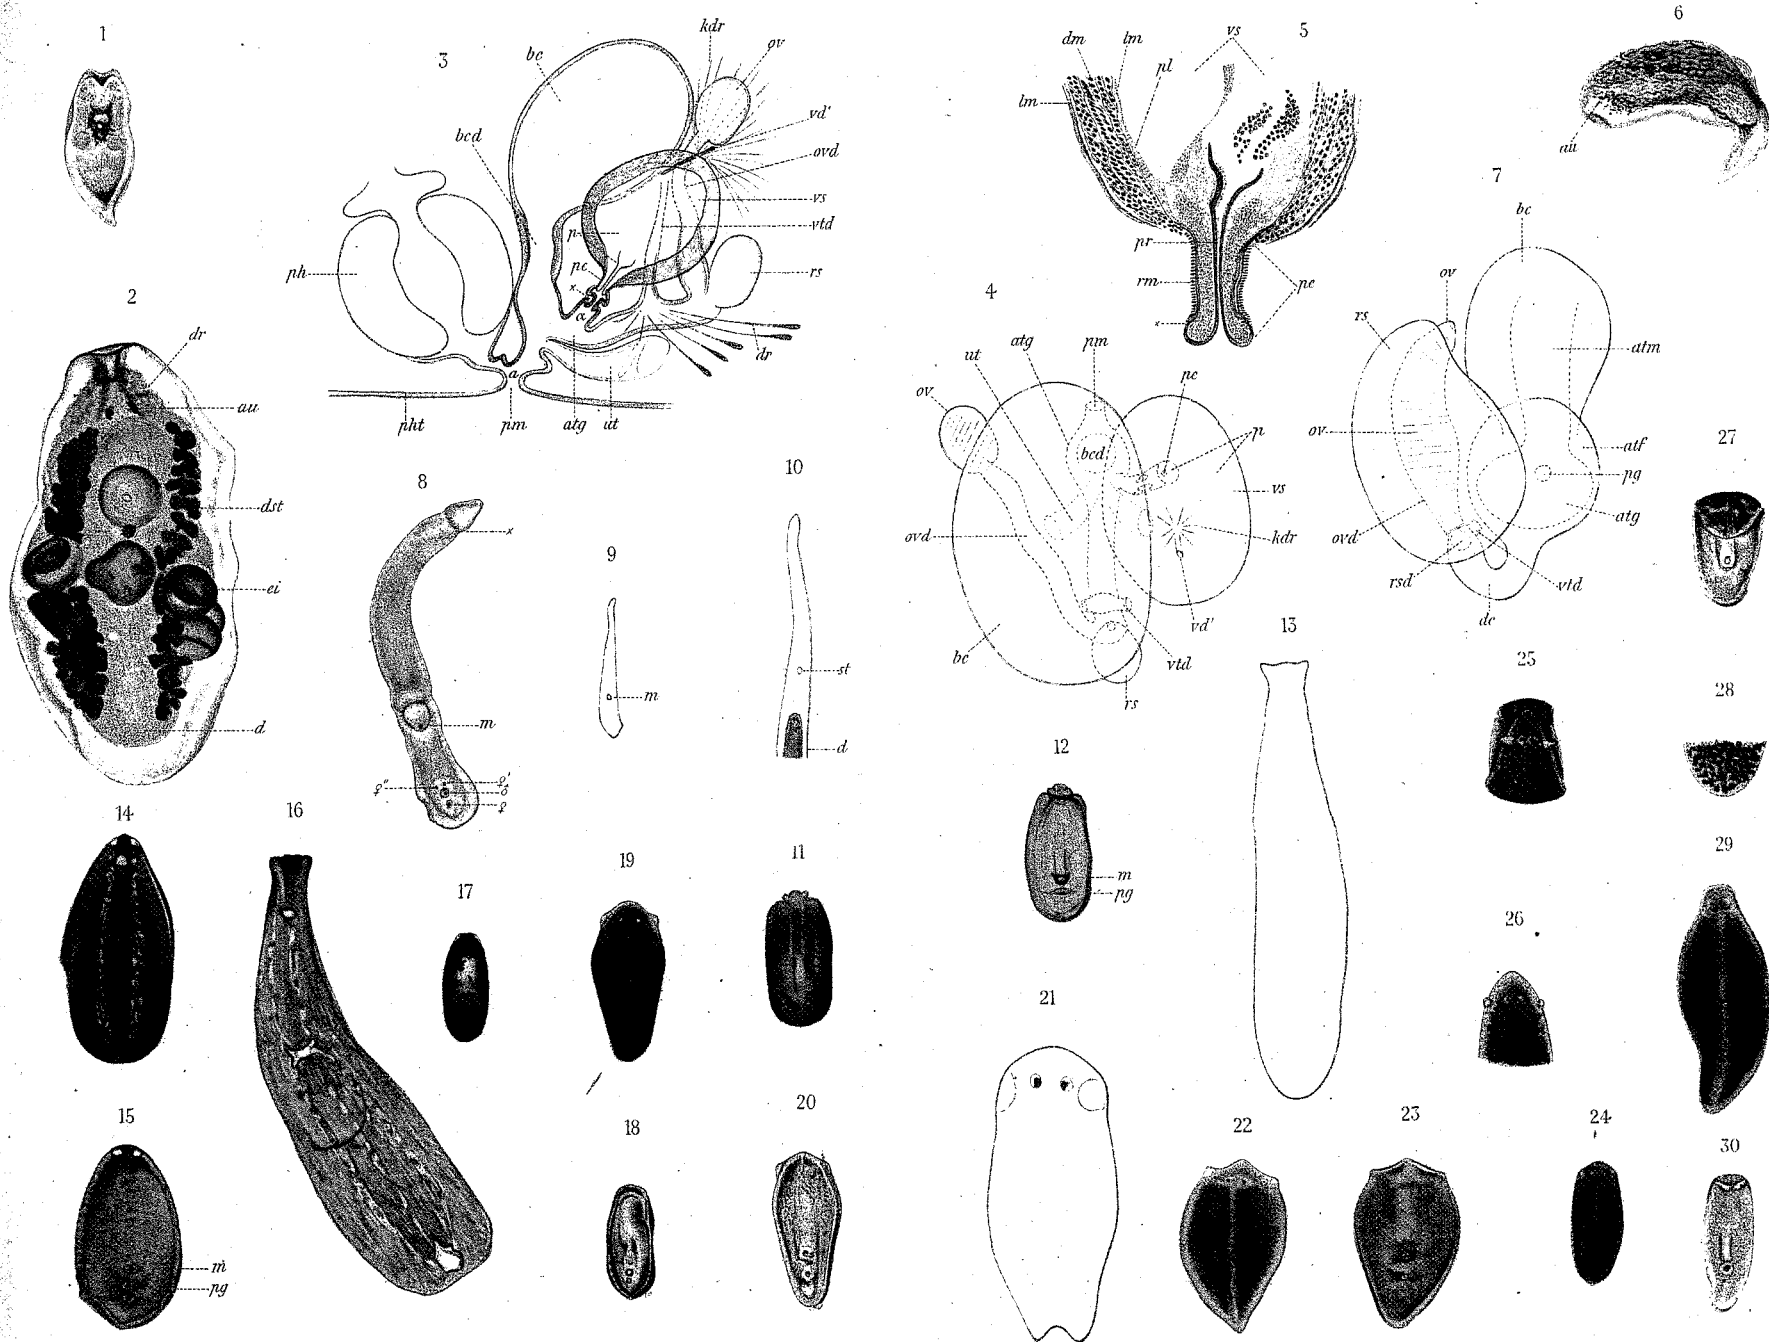 1
3
bc
kdr
ov
vd'
bcd
ovd
vs
vtd
p
pc
x
α
rs
ph
a
dr
pht
pm
atg
ut
2
dr
au
dst
ei
d
5
dm
lm
vs
pl
lm
pr
rm
pc
x
6
au
7
bc
ov
rs
atm
ov
atf
pg
atg
ovd
rsd
vtd
dc
4
ut
atg
pm
pc
ov
bcd
p
vs
ovd
kdr
vd'
bc
vtd
rs
8
x
m
♀''
♀'
♂
♀
9
m
10
st
d
27
13
25
28
12
m
pg
14
16
17
19
11
26
29
15
m
pg
18
20
21
22
23
24
30